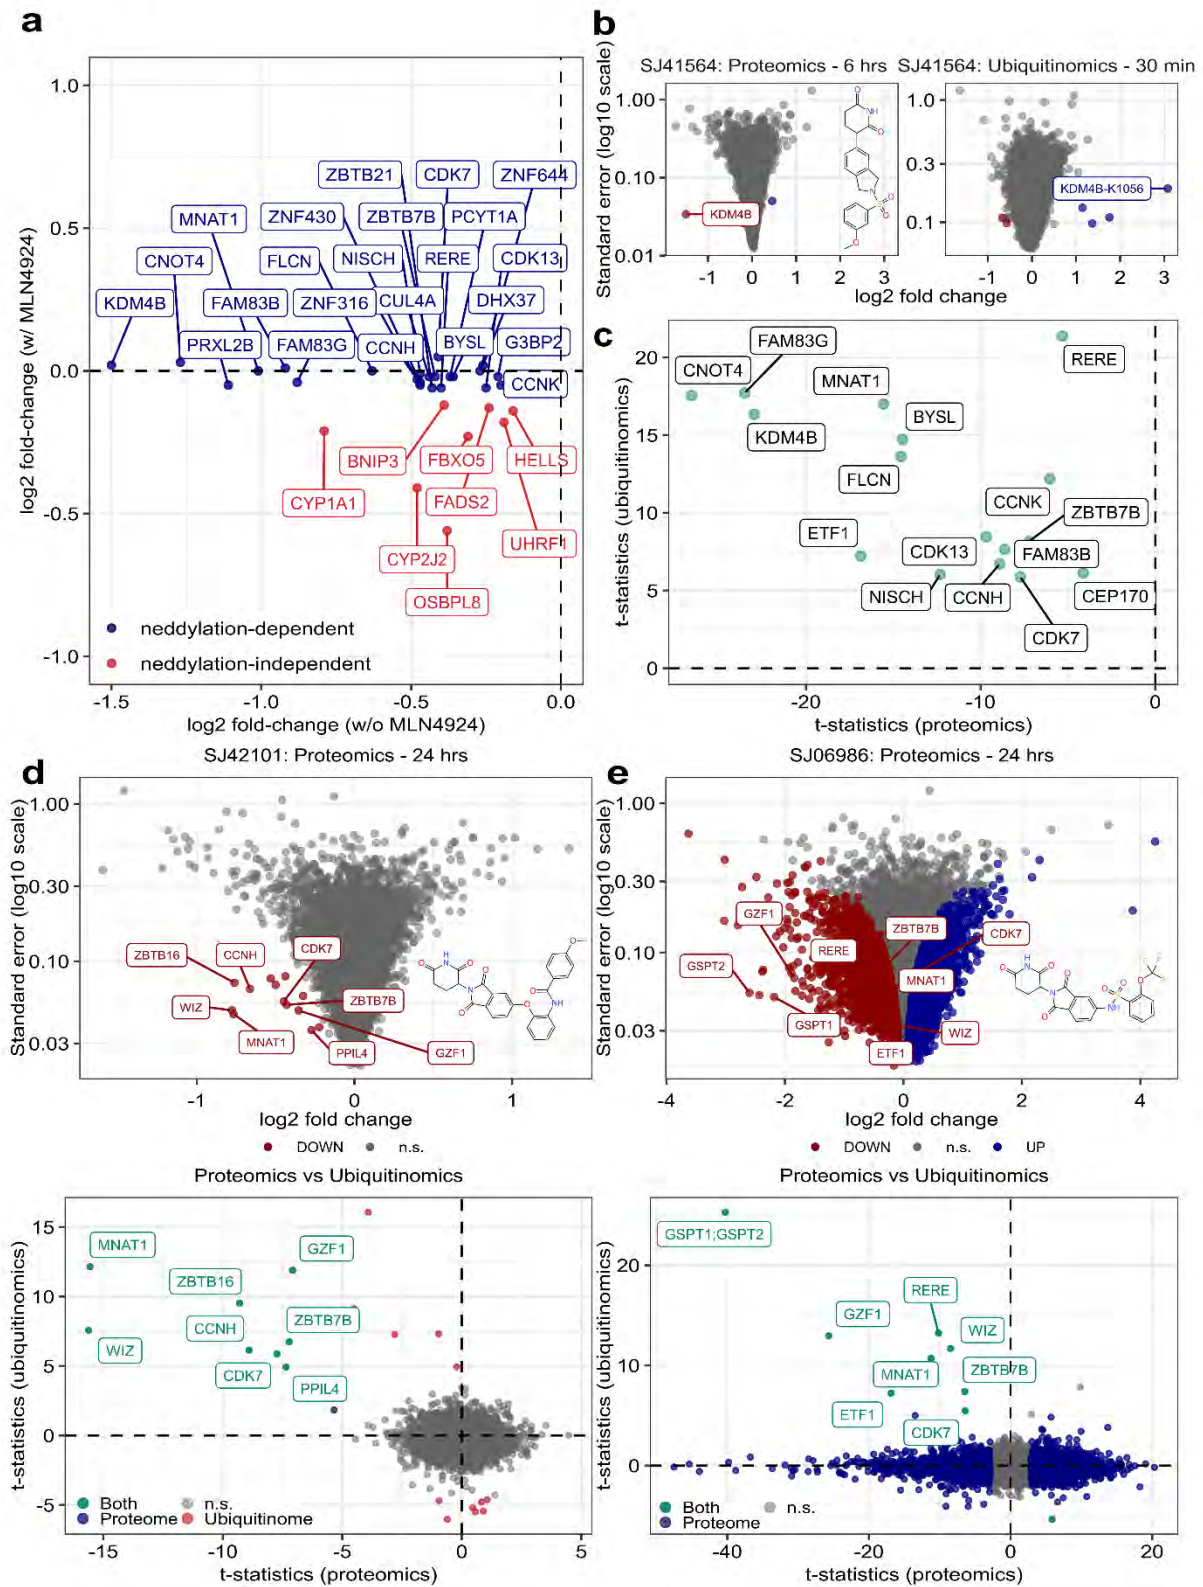 a
1.0
0.5
0.0
-0.5
-1.0
log2 fold-change (w/ MLN4924)
ZBTB21
CDK7
ZNF644
MNAT1
ZNF430
ZBTB7B
PCYT1A
CNOT4
FLCN
NISCH
RERE
CDK13
KDM4B
FAM83B
ZNF316
CUL4A
DHX37
PRXL2B
FAM83G
CCNH
BYSL
G3BP2
CCNK
BNIP3
FBXO5
HELLS
CYP1A1
FADS2
UHRF1
CYP2J2
OSBPL8
neddylation-dependent
neddylation-independent
-1.5
-1.0
-0.5
0.0
log2 fold-change (w/o MLN4924)
b
SJ41564: Proteomics - 6 hrs
SJ41564: Ubiquitinomics - 30 min
Standard error (log10 scale)
1.00
0.10
0.01
KDM4B
O
NH
O
N
S
O
O
O
-1
0
1
2
3
1.0
0.3
0.1
KDM4B-K1056
-1
0
1
2
3
log2 fold change
c
t-statistics (ubiquitinomics)
20
15
10
5
0
FAM83G
RERE
CNOT4
MNAT1
KDM4B
BYSL
FLCN
CCNK
ZBTB7B
ETF1
CDK13
FAM83B
NISCH
CCNH
CEP170
CDK7
-20
-10
0
t-statistics (proteomics)
d
SJ42101: Proteomics - 24 hrs
Standard error (log10 scale)
1.00
0.30
0.10
0.03
ZBTB16
CCNH
CDK7
WIZ
ZBTB7B
MNAT1
PPIL4
GZF1
H
N
O
O
O
N
O
O
NH
O
O
-1
0
1
log2 fold change
DOWN
n.s.
e
SJ06986: Proteomics - 24 hrs
Standard error (log10 scale)
1.00
0.30
0.10
0.03
GZF1
ZBTB7B
RERE
CDK7
GSPT2
MNAT1
GSPT1
WIZ
ETF1
H
N
O
O
O
N
O
NH
S
O
O
O
F
F
F
-4
-2
0
2
4
log2 fold change
DOWN
n.s.
UP
Proteomics vs Ubiquitinomics
t-statistics (ubiquitinomics)
15
10
5
0
-5
MNAT1
GZF1
ZBTB16
CCNH
ZBTB7B
WIZ
CDK7
PPIL4
Both
n.s.
Proteome
Ubiquitinome
-15
-10
-5
0
5
t-statistics (proteomics)
Proteomics vs Ubiquitinomics
t-statistics (ubiquitinomics)
20
10
0
GSPT1;GSPT2
RERE
GZF1
WIZ
MNAT1
ZBTB7B
ETF1
CDK7
Both
n.s.
Proteome
-40
-20
0
20
t-statistics (proteomics)